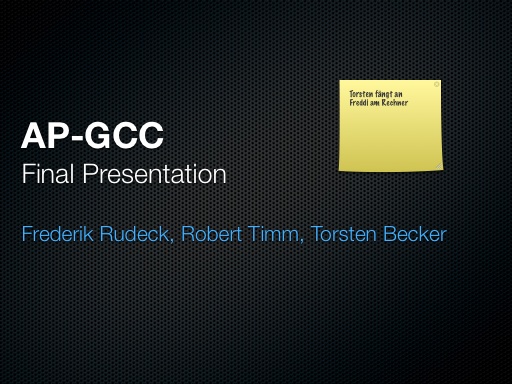 Torsten fängt an
Freddi am Rechner
AP-GCC
Final Presentation
Frederik Rudeck, Robert Timm, Torsten Becker